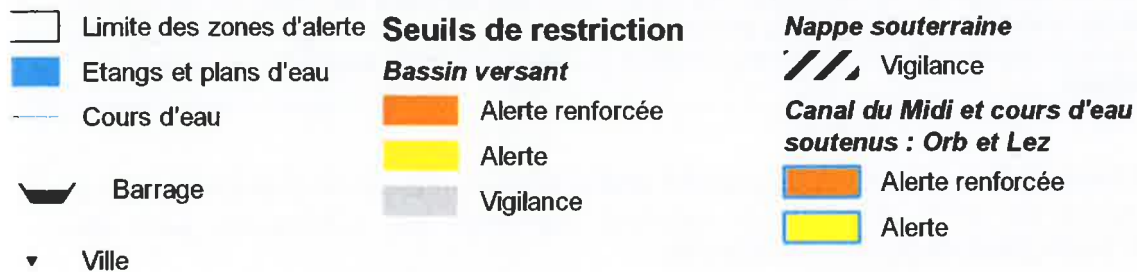 Limite des zones d'alerte
Etangs et plans d'eau
Cours d'eau
Barrage
Ville
Seuils de restriction
Bassin versant
Alerte renforcée
Alerte
Vigilance
Nappe souterraine
Vigilance
Canal du Midi et cours d'eau
soutenus : Orb et Lez
Alerte renforcée
Alerte